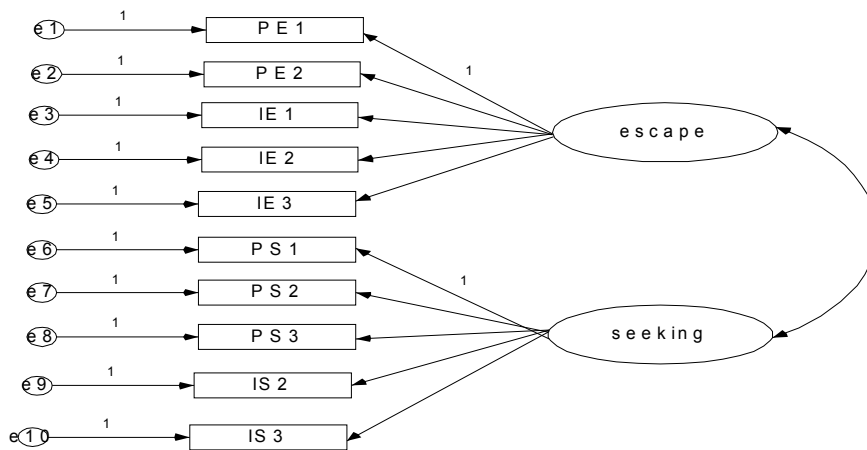 e1 1 PE1
1
e2 1 PE2
e3 1 IE1
escape
e4 1 IE2
e5 1 IE3
e6 1 PS1
1
e7 1 PS2
e8 1 PS3
seeking
e9 1 IS2
e10 1 IS3